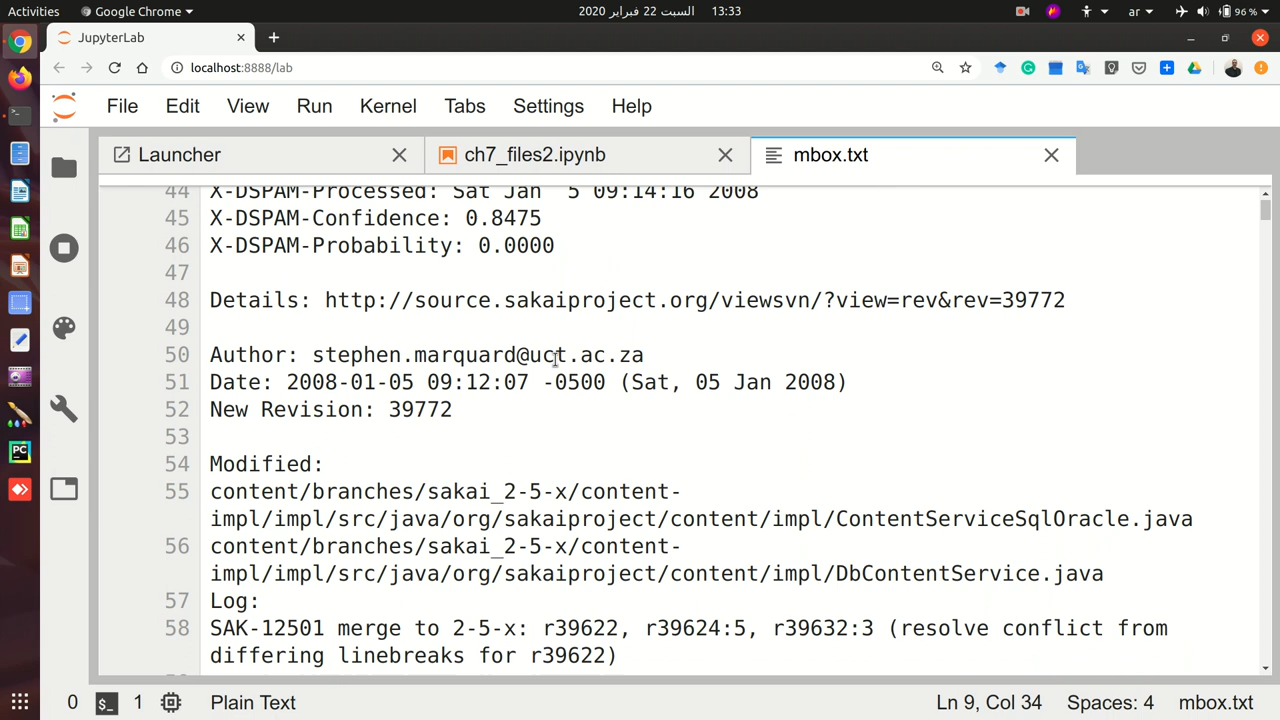 Activities
Google Chrome
السبت 22 فبراير 2020
13:33
ar
96 %
JupyterLab
localhost:8888/lab
File Edit View Run Kernel Tabs Settings Help
Launcher
ch7_files2.ipynb
mbox.txt
44 X-DSPAM-Processed: Sat Jan  5 09:14:16 2008
45 X-DSPAM-Confidence: 0.8475
46 X-DSPAM-Probability: 0.0000
47
48 Details: http://source.sakaiproject.org/viewsvn/?view=rev&rev=39772
49
50 Author: stephen.marquard@uct.ac.za
51 Date: 2008-01-05 09:12:07 -0500 (Sat, 05 Jan 2008)
52 New Revision: 39772
53
54 Modified:
55 content/branches/sakai_2-5-x/content-
impl/impl/src/java/org/sakaiproject/content/impl/ContentServiceSqlOracle.java
56 content/branches/sakai_2-5-x/content-
impl/impl/src/java/org/sakaiproject/content/impl/DbContentService.java
57 Log:
58 SAK-12501 merge to 2-5-x: r39622, r39624:5, r39632:3 (resolve conflict from
differing linebreaks for r39622)
PC
0 $_ 1 Plain Text
Ln 9, Col 34 Spaces: 4 mbox.txt